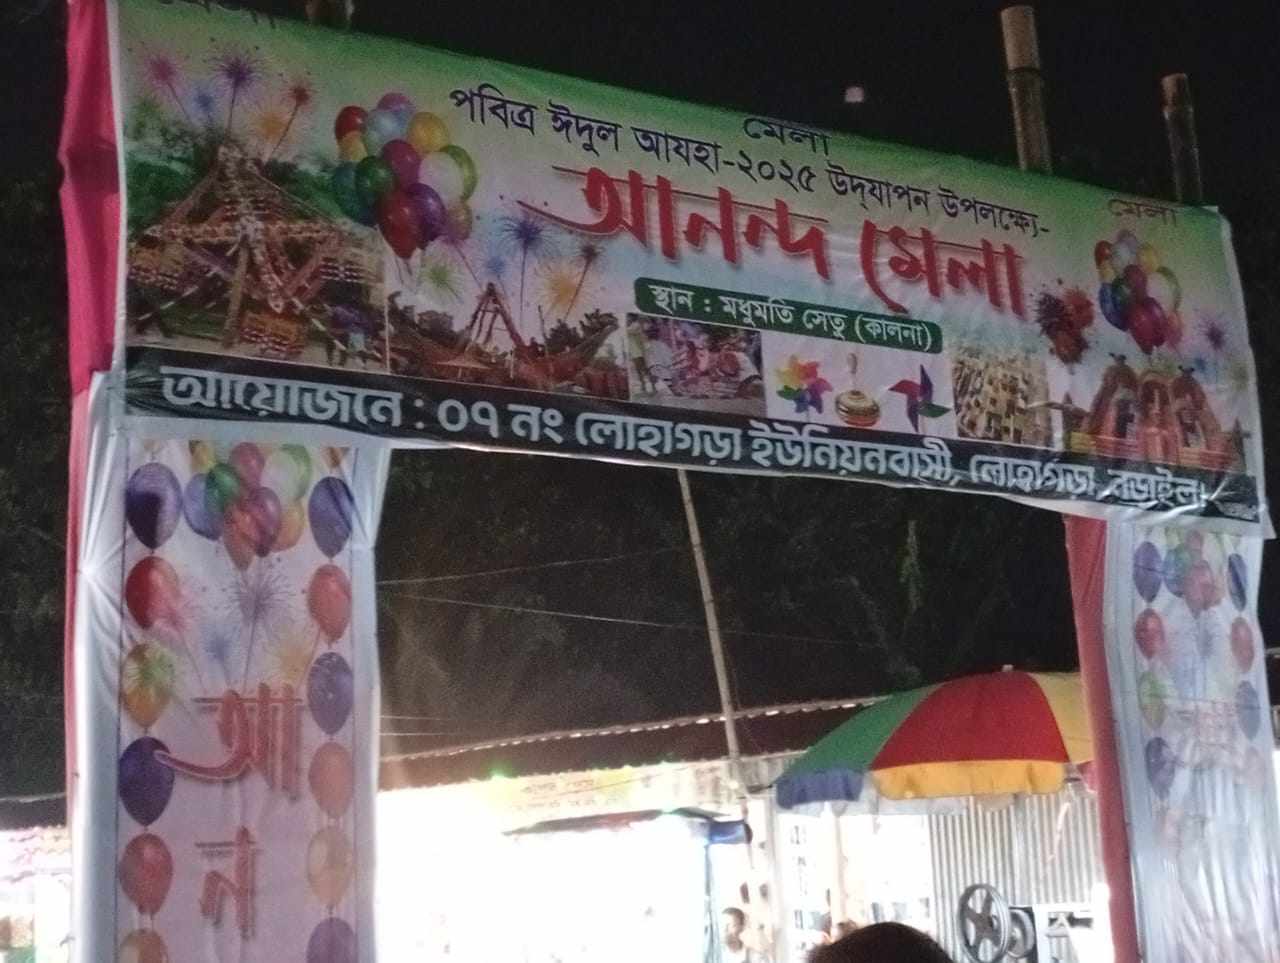 মেলা
মেলা
পবিত্র ঈদুল আযহা-২০২৫ উদ্‌যাপন উপলক্ষ্যে-
আনন্দ মেলা
স্থান : মধুমতি সেতু (কালনা)
আয়োজনে : ০৭ নং লোহাগড়া ইউনিয়নবাসী, লোহাগড়া, নড়াইল।
আ
ন